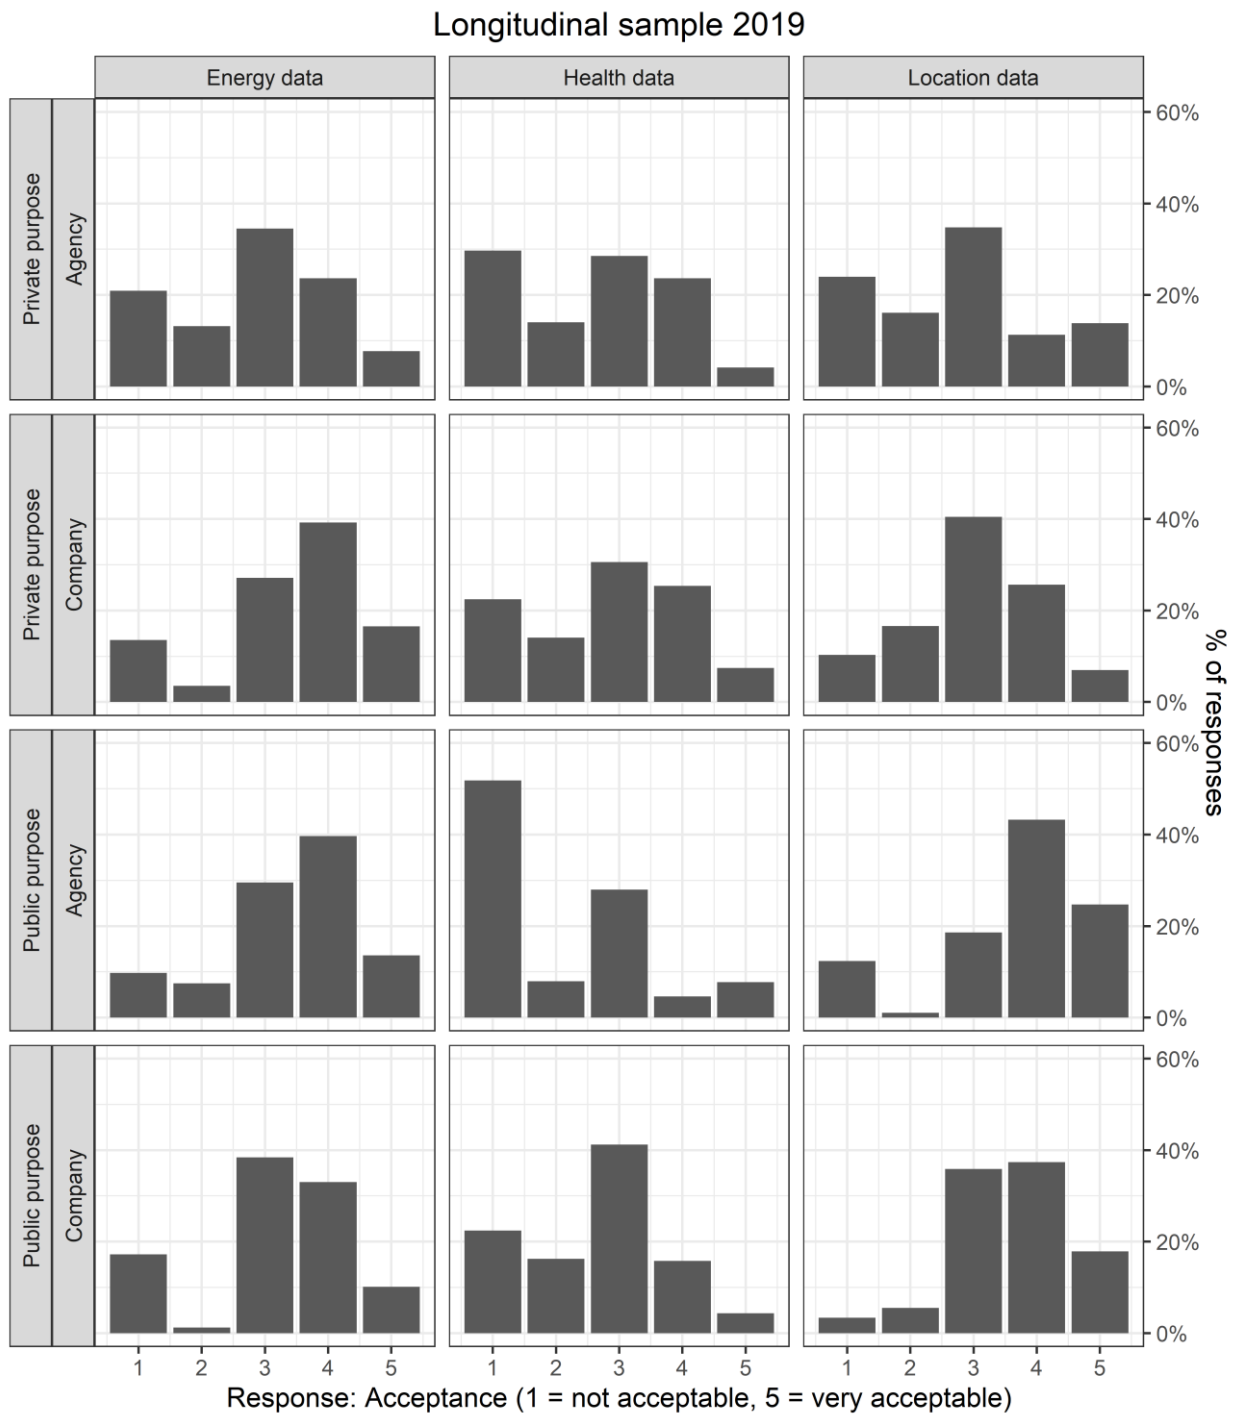 Longitudinal sample 2019
Energy data
Health data
Location data
Private purpose
Agency
60%
40%
20%
0%
Private purpose
Company
60%
40%
20%
0%
Public purpose
Agency
60%
40%
20%
0%
Public purpose
Company
60%
40%
20%
0%
% of responses
1 2 3 4 5
1 2 3 4 5
1 2 3 4 5
Response: Acceptance (1 = not acceptable, 5 = very acceptable)